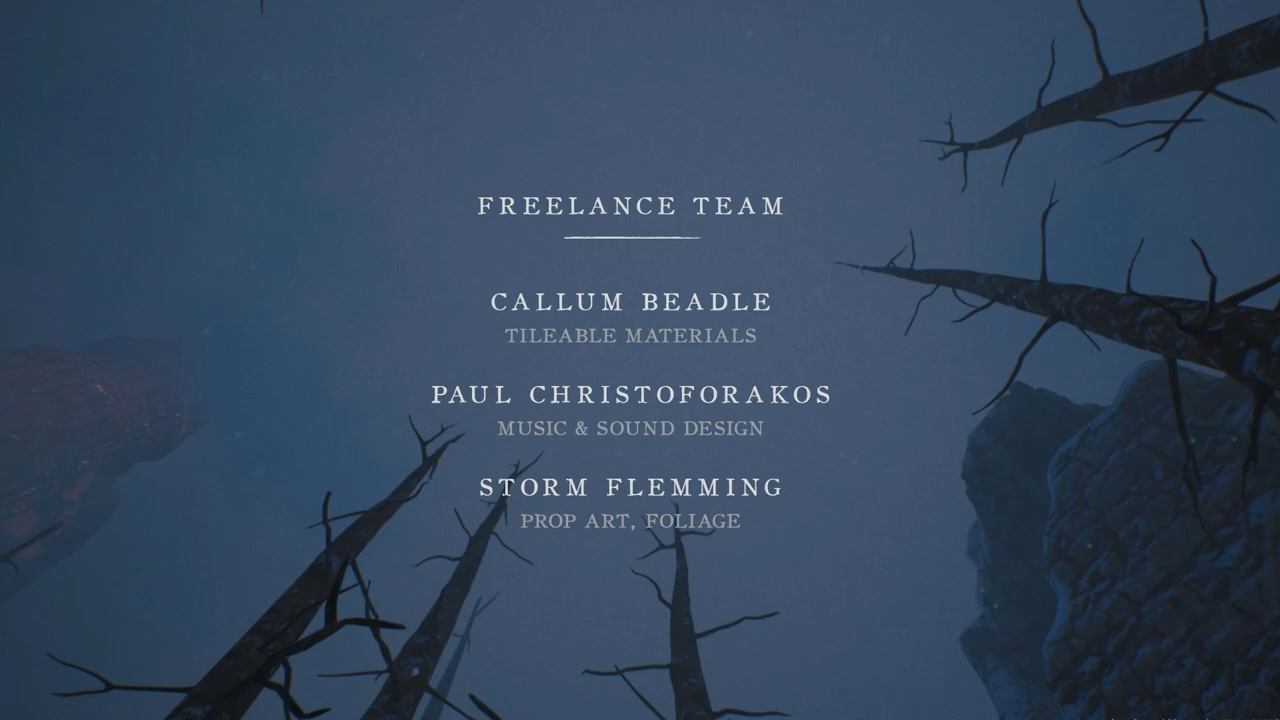 FREELANCE TEAM
CALLUM BEADLE
TILEABLE MATERIALS
PAUL CHRISTOFORAKOS
MUSIC & SOUND DESIGN
STORM FLEMMING
PROP ART, FOLIAGE